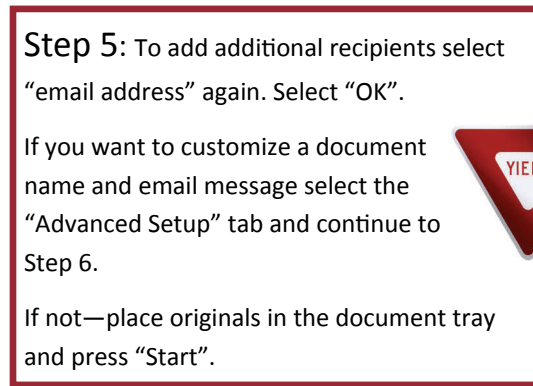 Step 5: To add additional recipients select
“email address” again. Select “OK”.
If you want to customize a document
name and email message select the
“Advanced Setup” tab and continue to
Step 6.
If not—place originals in the document tray
and press “Start”.